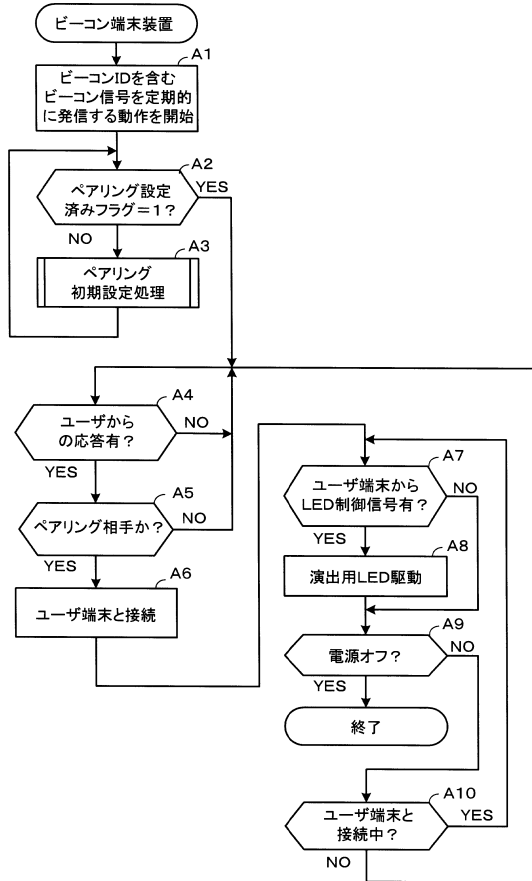 ビーコン端末装置
A1
ビーコンIDを含む
ビーコン信号を定期的
に発信する動作を開始
A2
ペアリング設定
済みフラグ=1?
YES
NO
A3
ペアリング
初期設定処理
A4
ユーザから
の応答有?
NO
YES
A5
ペアリング相手か?
NO
YES
A6
ユーザ端末と接続
A7
ユーザ端末から
LED制御信号有?
NO
YES
A8
演出用LED駆動
A9
電源オフ?
NO
YES
終了
A10
ユーザ端末と
接続中?
YES
NO